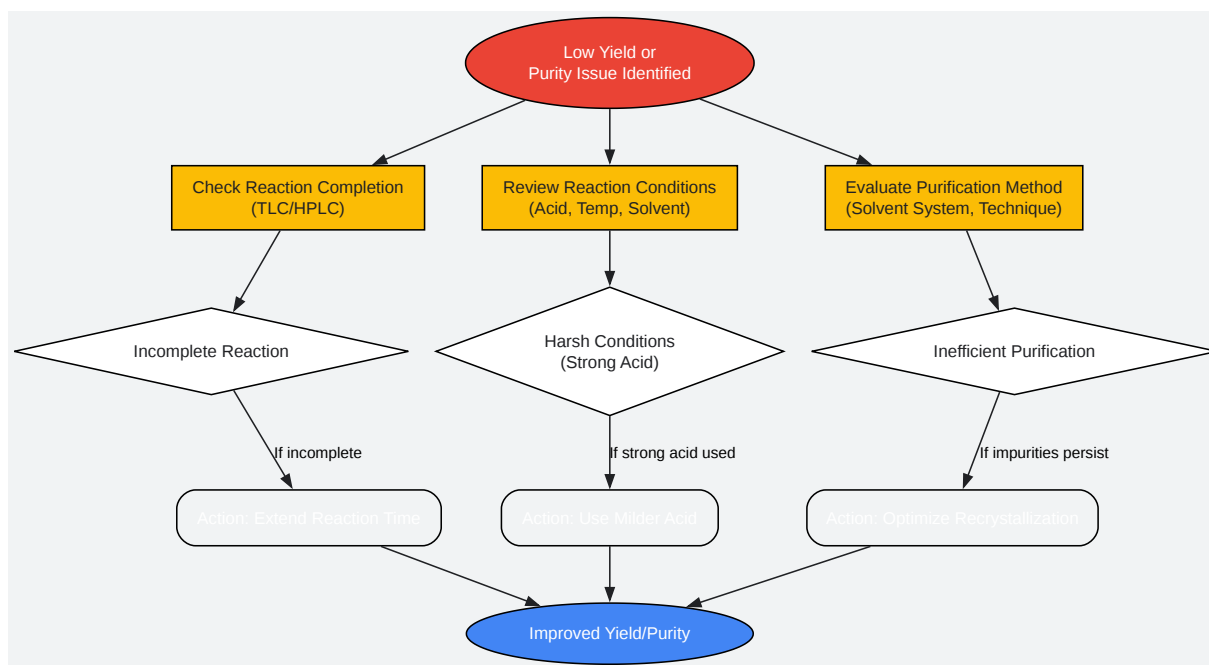 Low Yield or
Purity Issue Identified
Check Reaction Completion
(TLC/HPLC)
Review Reaction Conditions
(Acid, Temp, Solvent)
Evaluate Purification Method
(Solvent System, Technique)
Incomplete Reaction
Harsh Conditions
(Strong Acid)
Inefficient Purification
If incomplete
If strong acid used
If impurities persist
Action: Extend Reaction Time
Action: Use Milder Acid
Action: Optimize Recrystallization
Improved Yield/Purity